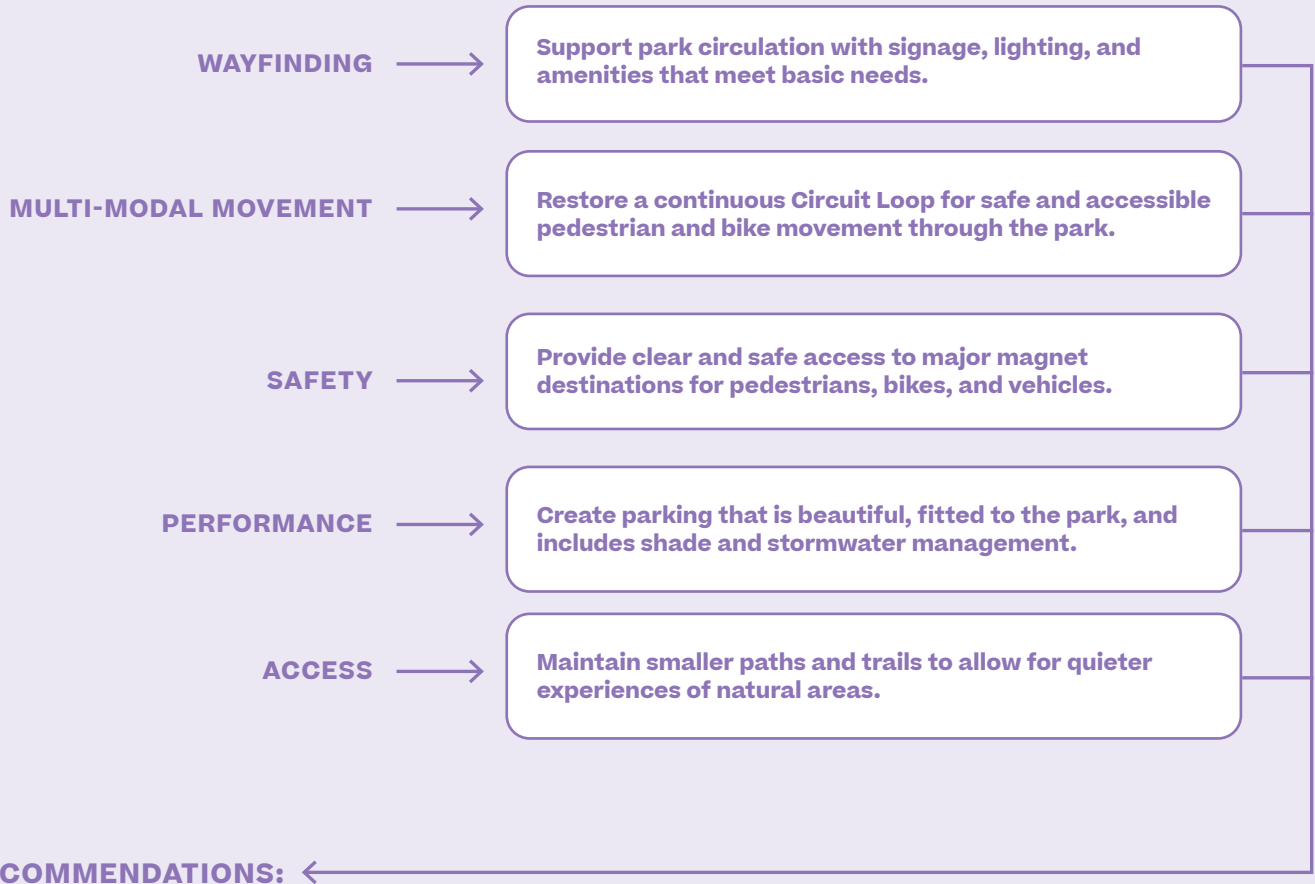 WAYFINDING
Support park circulation with signage, lighting, and
amenities that meet basic needs.
MULTI-MODAL MOVEMENT
Restore a continuous Circuit Loop for safe and accessible
pedestrian and bike movement through the park.
SAFETY
Provide clear and safe access to major magnet
destinations for pedestrians, bikes, and vehicles.
PERFORMANCE
Create parking that is beautiful, fitted to the park, and
includes shade and stormwater management.
ACCESS
Maintain smaller paths and trails to allow for quieter
experiences of natural areas.
COMMENDATIONS: